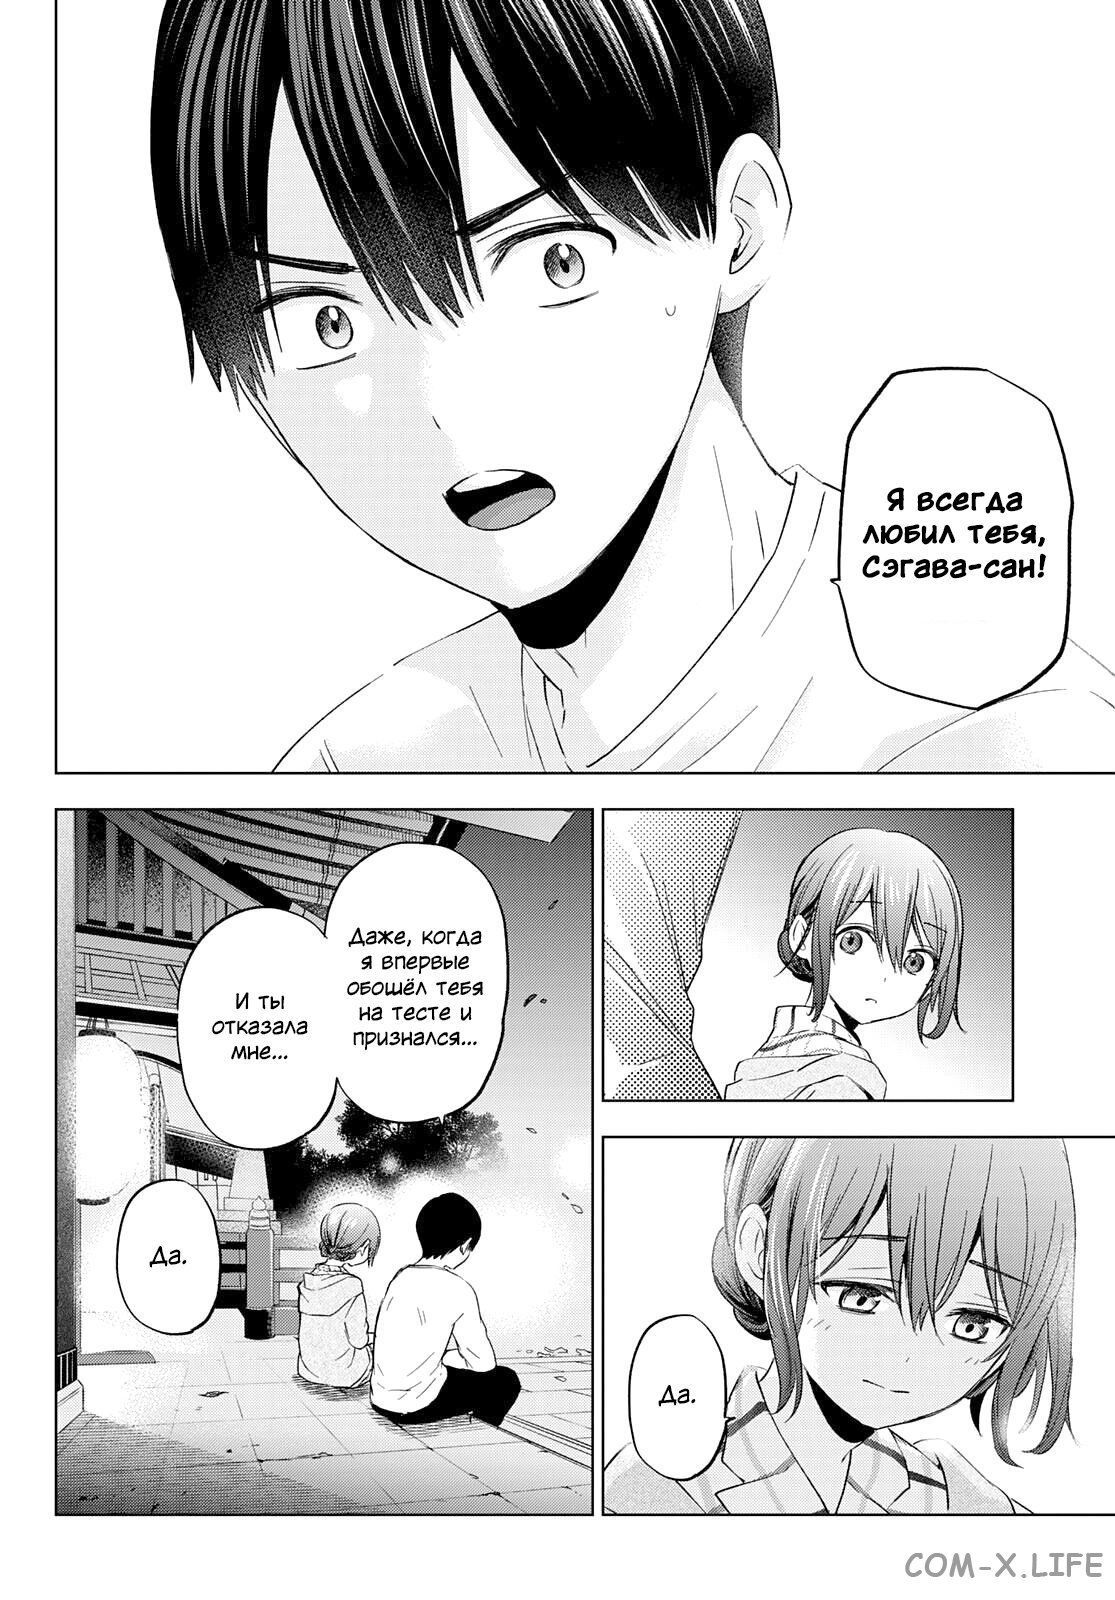 Я всегда
любил тебя,
Сэгава-сан!
Да.
Даже, когда
я впервые
обошёл тебя
на тесте и
признался...
И ты
отказала
мне...
Да.
COM-X.LIFE